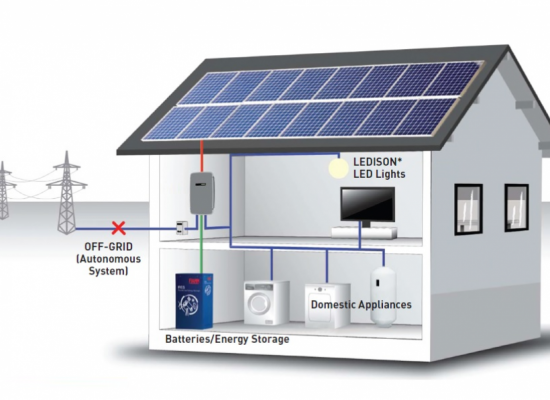 LEDISON*
LED Lights
OFF-GRID
(Autonomous
System)
Domestic Appliances
Batteries/Energy Storage